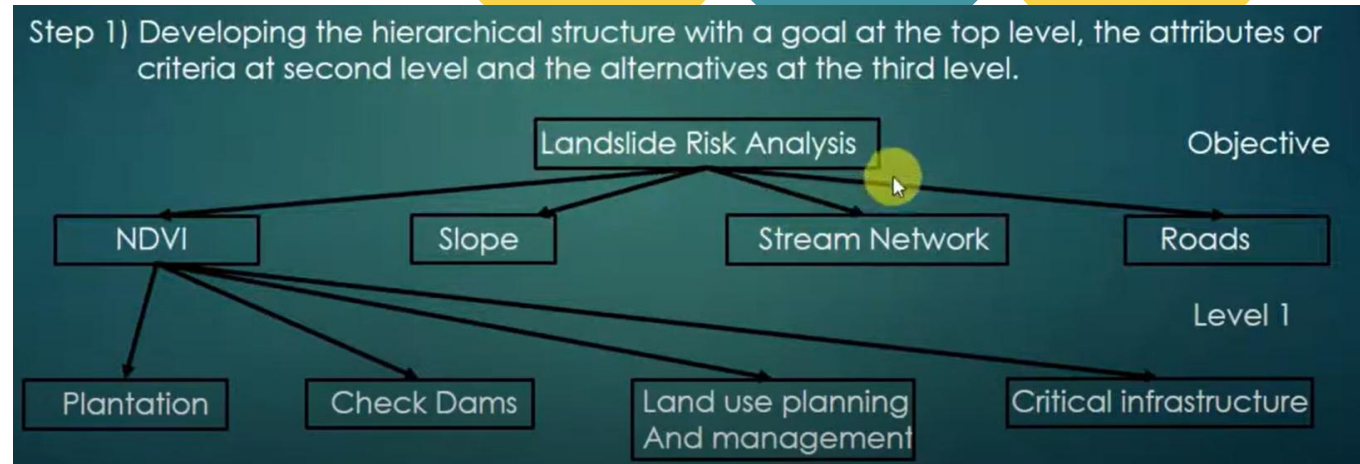 Step 1) Developing the hierarchical structure with a goal at the top level, the attributes or
criteria at second level and the alternatives at the third level.
Landslide Risk Analysis
Objective
NDVI
Slope
Stream Network
Roads
Level 1
Plantation
Check Dams
Land use planning
And management
Critical infrastructure